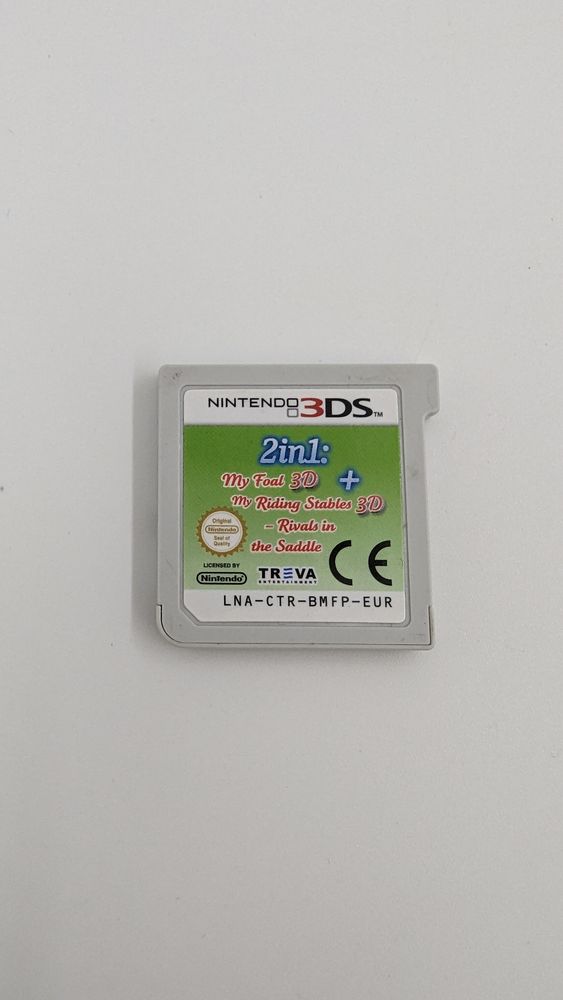 NINTENDO 3DS™
2in1:
My Foal 3D +
My Riding Stables 3D
– Rivals in
the Saddle
Original
Nintendo
Seal of
Quality
LICENSED BY
Nintendo
TREVA
ENTERTAINMENT
CE
LNA-CTR-BMFP-EUR